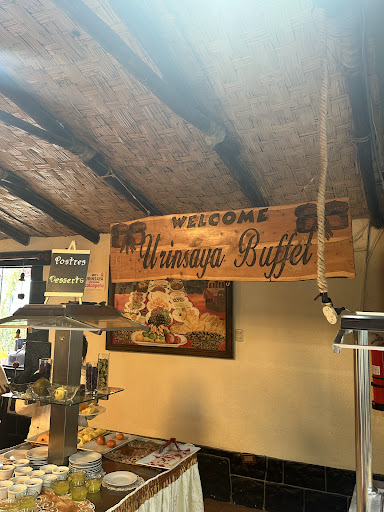 WELCOME
Urinsaya Buffet
Postres
Desserts